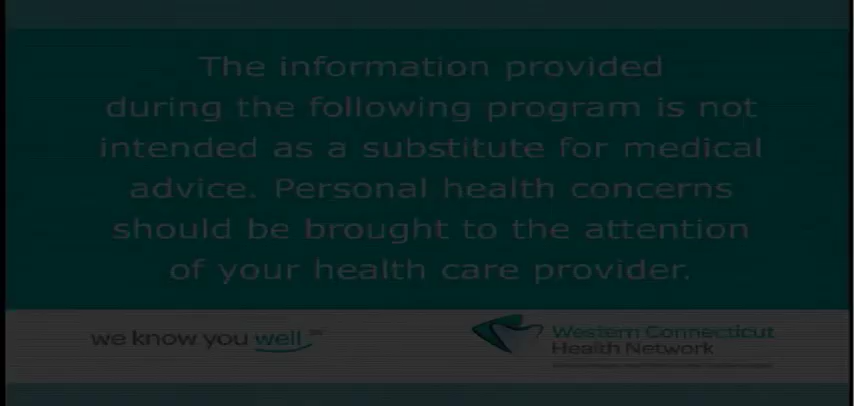 The information provided
during the following program is not
intended as a substitute for medical
advice. Personal health concerns
should be brought to the attention
of your health care provider.
we know you well
Western Connecticut
Health Network